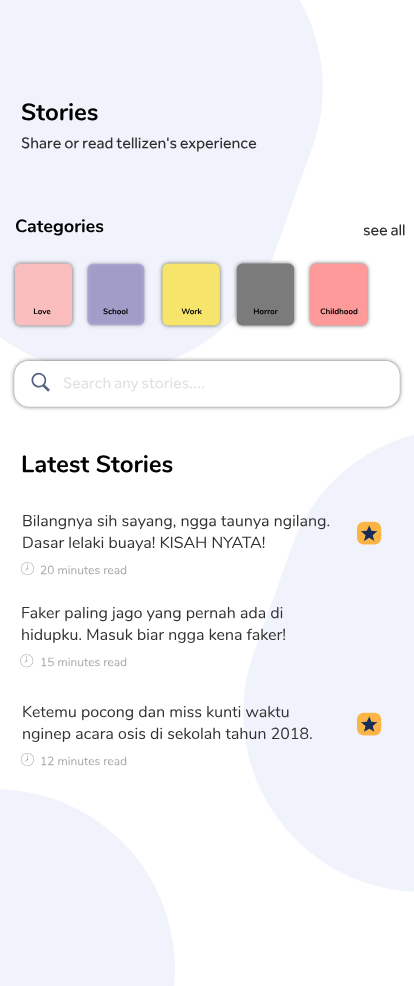 Stories
Share or read tellizen's experience
Categories
see all
Love
School
Work
Horror
Childhood
Search any stories....
Latest Stories
Bilangnya sih sayang, ngga taunya ngilang.
Dasar lelaki buaya! KISAH NYATA!
20 minutes read
Faker paling jago yang pernah ada di
hidupku. Masuk biar ngga kena faker!
15 minutes read
Ketemu pocong dan miss kunti waktu
nginep acara osis di sekolah tahun 2018.
12 minutes read